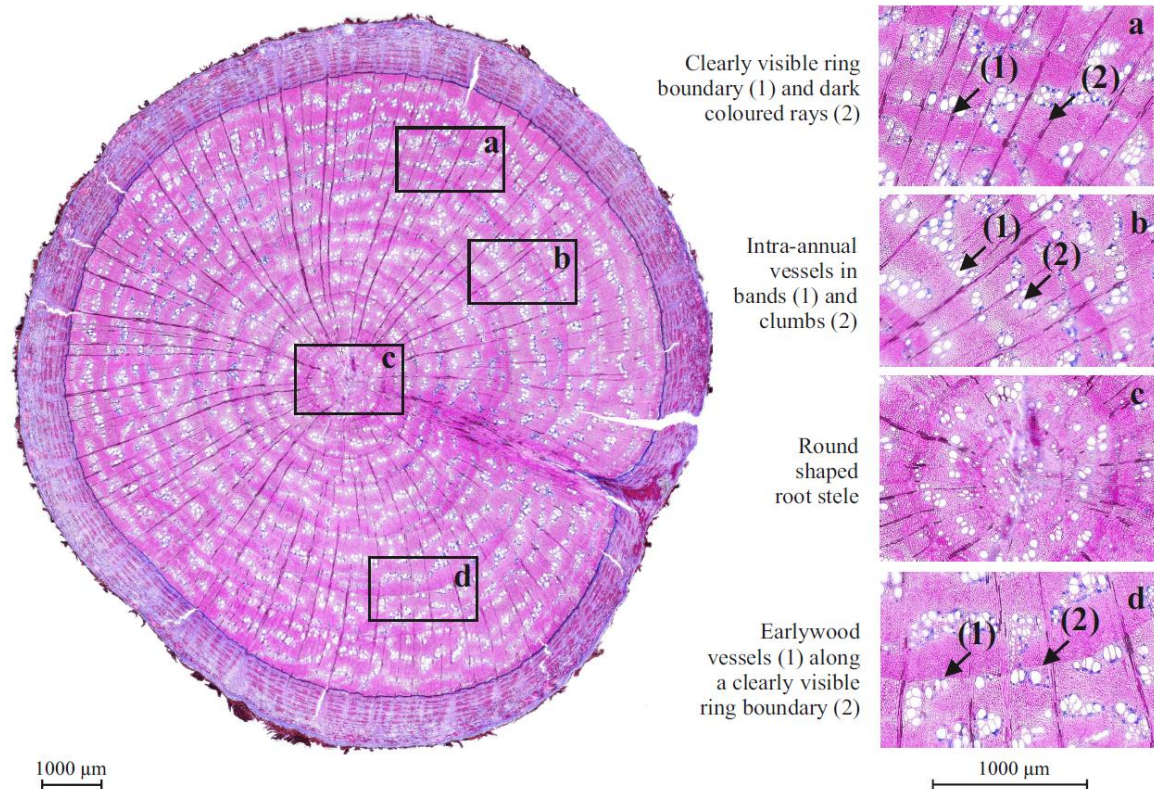 a
b
c
d
1000 µm
Clearly visible ring
boundary (1) and dark
coloured rays (2)
a
(1)
(2)
Intra-annual
vessels in
bands (1) and
clumbs (2)
b
(1)
(2)
Round
shaped
root stele
c
Earlywood
vessels (1) along
a clearly visible
ring boundary (2)
d
(1)
(2)
1000 µm